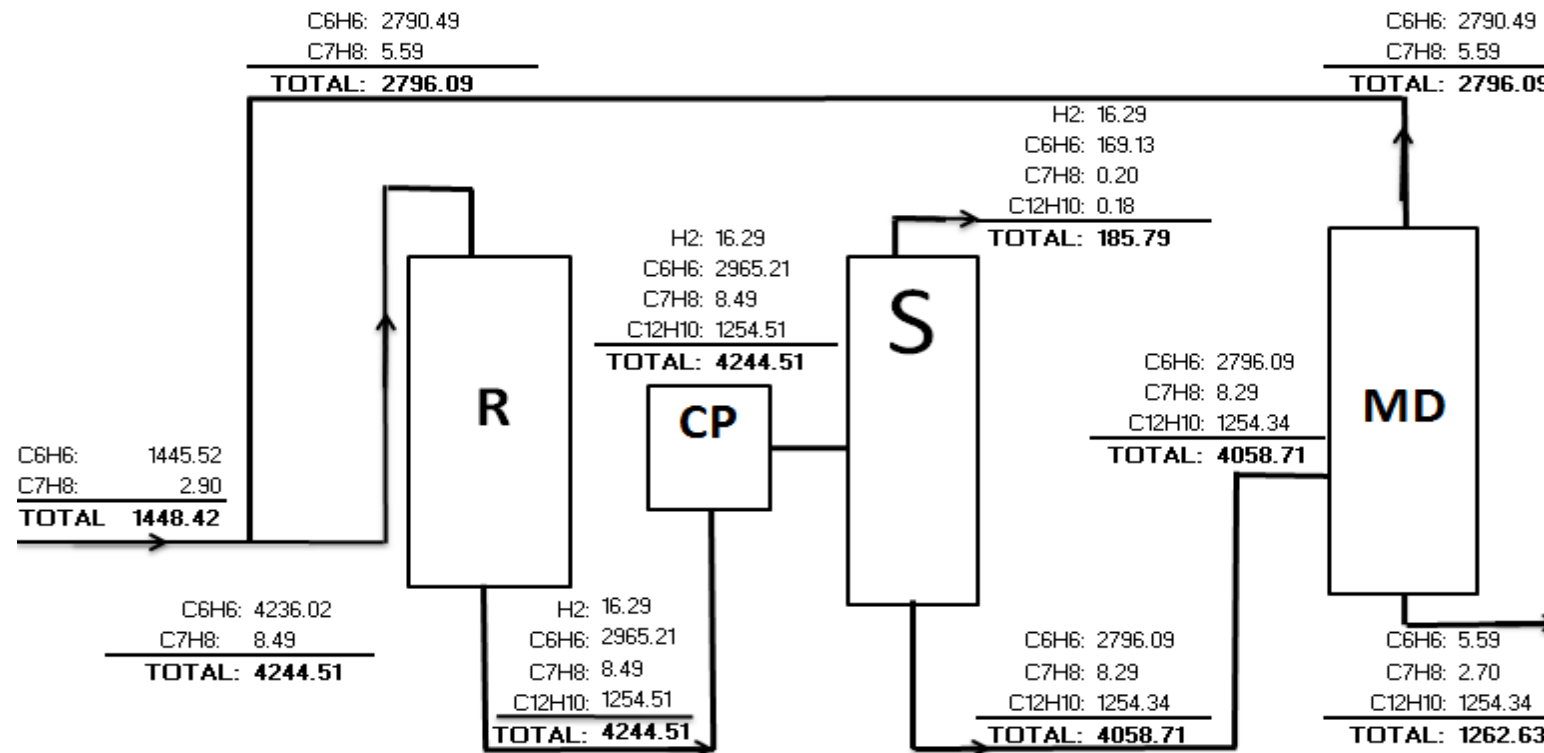 C6H6: 2790.49
C7H8: 5.59
TOTAL: 2796.09
C6H6: 2790.49
C7H8: 5.59
TOTAL: 2796.09
H2: 16.29
C6H6: 169.13
C7H8: 0.20
C12H10: 0.18
TOTAL: 185.79
H2: 16.29
C6H6: 2965.21
C7H8: 8.49
C12H10: 1254.51
TOTAL: 4244.51
S
R
CP
C6H6: 2796.09
C7H8: 8.29
C12H10: 1254.34
TOTAL: 4058.71
MD
C6H6: 1445.52
C7H8: 2.90
TOTAL 1448.42
C6H6: 4236.02
C7H8: 8.49
TOTAL: 4244.51
H2: 16.29
C6H6: 2965.21
C7H8: 8.49
C12H10: 1254.51
TOTAL: 4244.51
C6H6: 2796.09
C7H8: 8.29
C12H10: 1254.34
TOTAL: 4058.71
C6H6: 5.59
C7H8: 2.70
C12H10: 1254.34
TOTAL: 1262.63